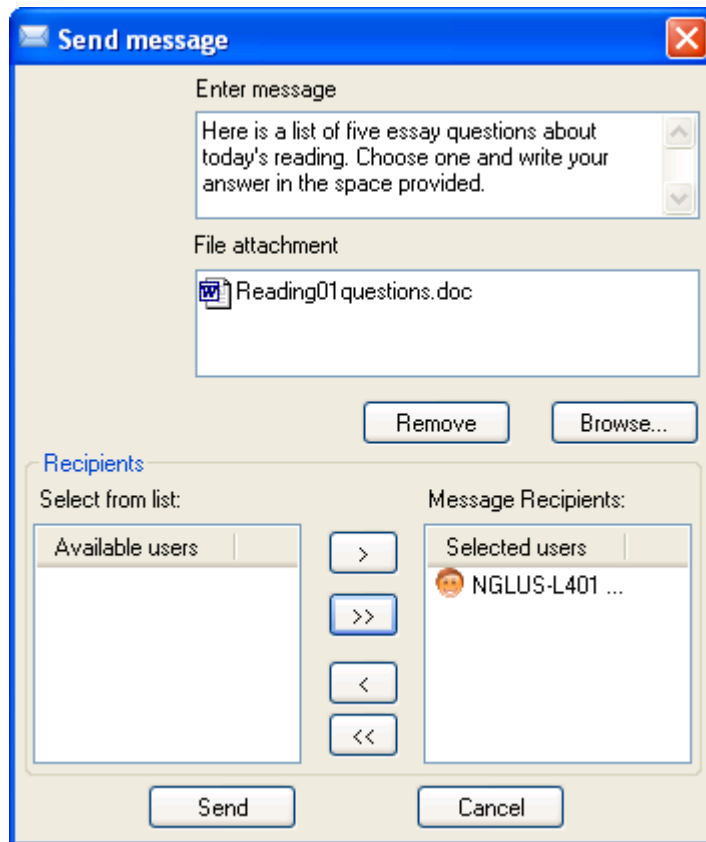 Send message
Enter message
Here is a list of five essay questions about
today's reading. Choose one and write your
answer in the space provided.
File attachment
Reading01questions.doc
Remove
Browse...
Recipients
Select from list:
Message Recipients:
Available users
>
Selected users
NGLUS-L401 ...
>>
<
<<
Send
Cancel